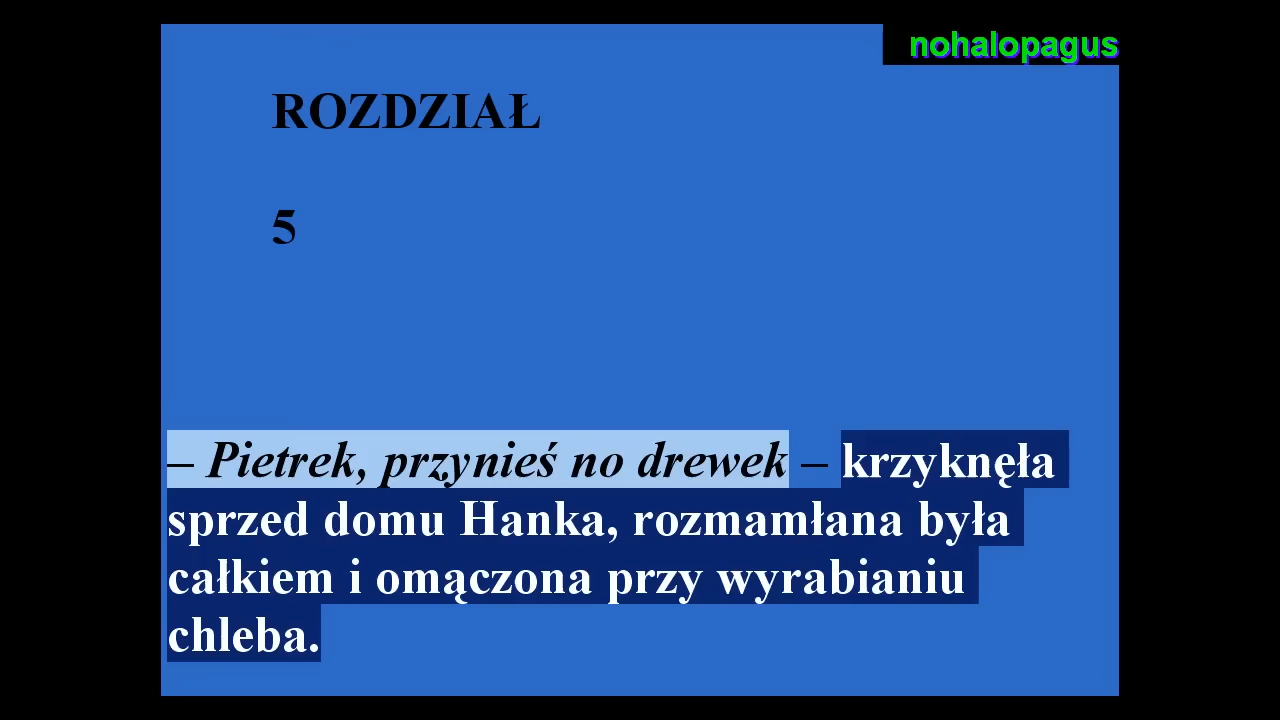 nohalopagus
ROZDZIAŁ
5
– Pietrek, przynieś no drewek – krzyknęła
sprzed domu Hanka, rozmamłana była
całkiem i omączona przy wyrabianiu
chleba.